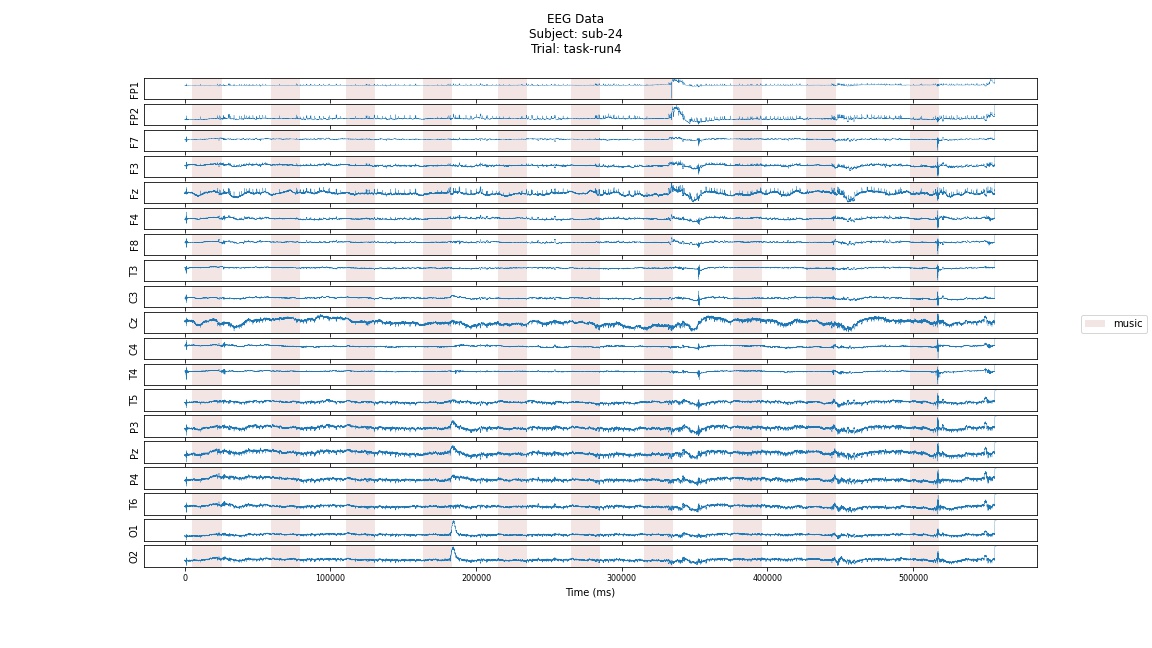 EEG Data
Subject: sub-24
Trial: task-run4
FP1
FP2
F7
F3
Fz
F4
F8
T3
C3
Cz
C4
T4
T5
P3
Pz
P4
T6
O1
O2
music
0 100000 200000 300000 400000 500000
Time (ms)